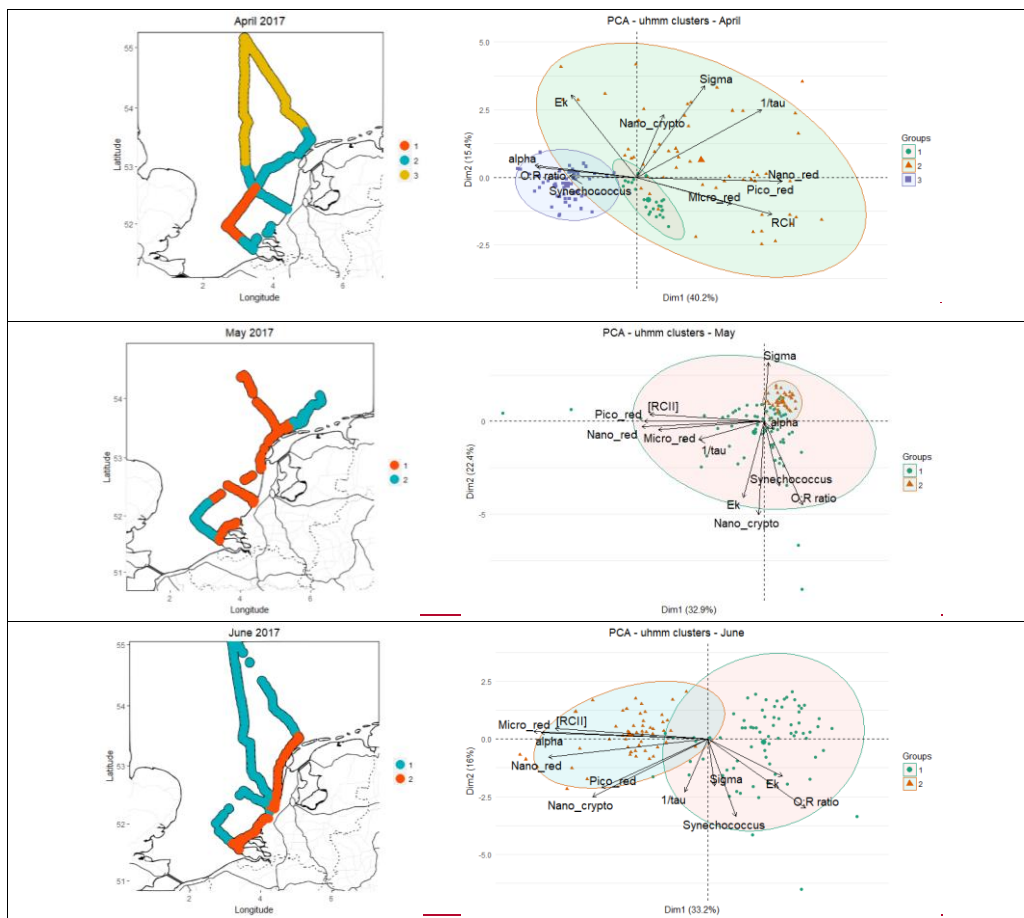 April 2017
55
54
53
52
Latitude
2
4
6
Longitude
1
2
3
PCA - uhmm clusters - April
5.0
2.5
0.0
-2.5
Dim2 (15.4%)
Dim1 (40.2%)
Sigma
Ek
1/tau
Nano_crypto
alpha
O:R ratio
Synechococcus
Nano_red
Pico_red
Micro_red
RCII
Groups
1
2
3
May 2017
54
53
52
51
Latitude
2
4
6
Longitude
1
2
PCA - uhmm clusters - May
0
-5
Dim2 (22.4%)
Dim1 (32.9%)
Sigma
[RCII]
Pico_red
alpha
Nano_red
Micro_red
1/tau
Synechococcus
Ek
O_R ratio
Nano_crypto
Groups
1
2
June 2017
55
54
53
52
51
Latitude
2
4
6
Longitude
1
2
PCA - uhmm clusters - June
2.5
0.0
-2.5
-5.0
Dim2 (16%)
Dim1 (33.2%)
Micro_red
[RCII]
alpha
Nano_red
Pico_red
Sigma
Ek
Nano_crypto
1/tau
O_R ratio
Synechococcus
Groups
1
2